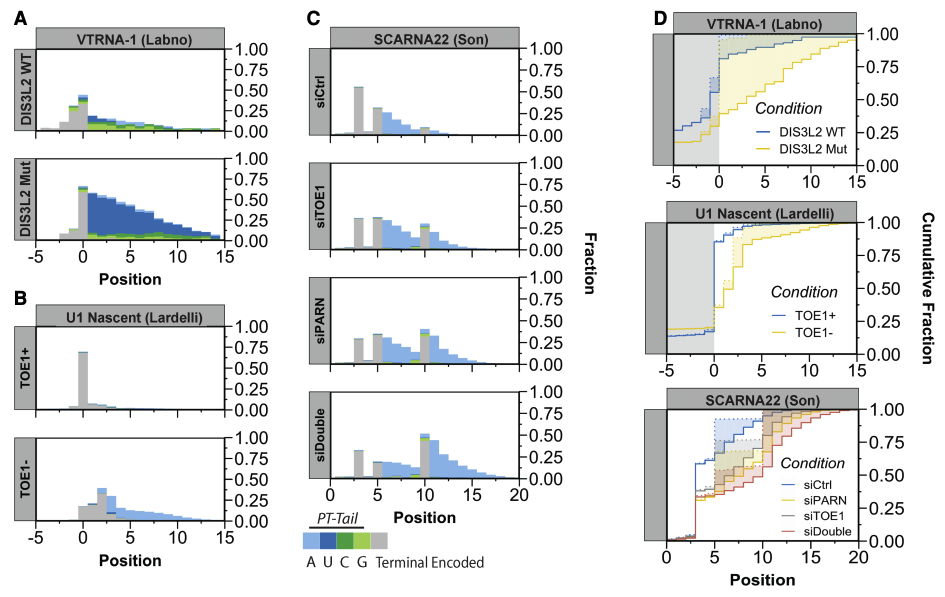 A
VTRNA-1 (Labno)
DIS3L2 WT
1.00
0.75
0.50
0.25
0.00
DIS3L2 Mut
1.00
0.75
0.50
0.25
0.00
-5 0 5 10 15
Position
B
U1 Nascent (Lardelli)
TOE1+
1.00
0.75
0.50
0.25
0.00
TOE1-
1.00
0.75
0.50
0.25
0.00
-5 0 5 10 15
Position
C
SCARNA22 (Son)
siCtrl
1.00
0.75
0.50
0.25
0.00
siTOE1
1.00
0.75
0.50
0.25
0.00
siPARN
1.00
0.75
0.50
0.25
0.00
siDouble
1.00
0.75
0.50
0.25
0.00
0 5 10 15 20
Position
Fraction
PT-Tail
A U C G Terminal Encoded
D
VTRNA-1 (Labno)
1.00
0.75
0.50
0.25
0.00
Condition
DIS3L2 WT
DIS3L2 Mut
-5 0 5 10 15
U1 Nascent (Lardelli)
1.00
0.75
0.50
0.25
0.00
Condition
TOE1+
TOE1-
-5 0 5 10 15
SCARNA22 (Son)
1.00
0.75
0.50
0.25
0.00
Condition
siCtrl
siPARN
siTOE1
siDouble
0 5 10 15 20
Position
Cumulative Fraction